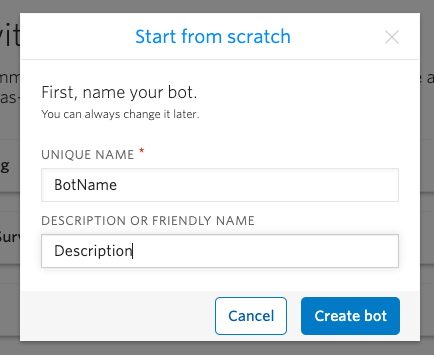 Start from scratch
First, name your bot.
You can always change it later.
UNIQUE NAME *
BotName
DESCRIPTION OR FRIENDLY NAME
Description
Cancel
Create bot